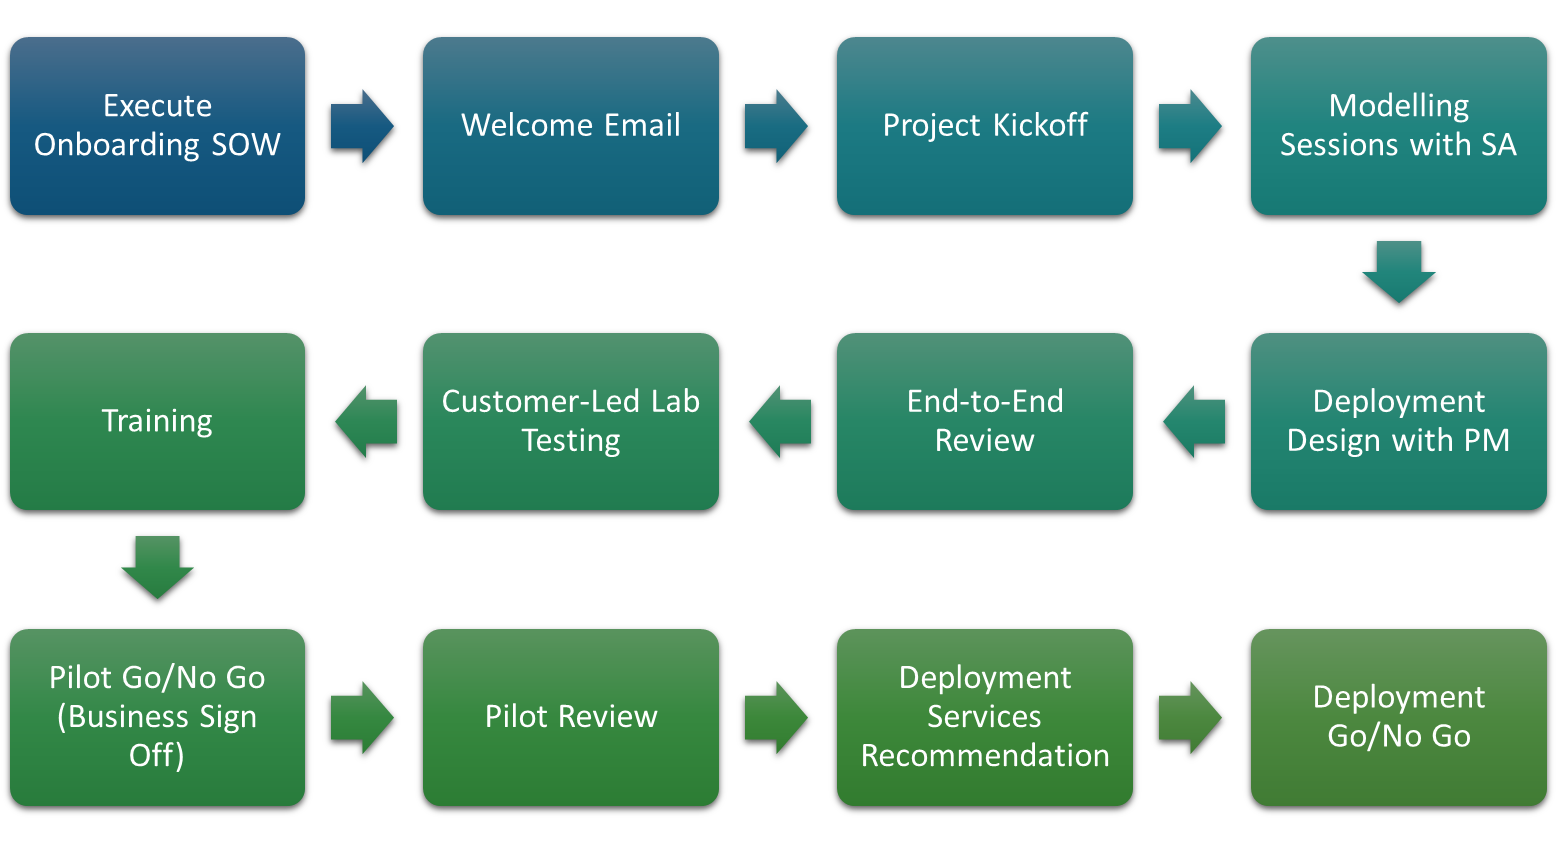 Execute
Onboarding SOW
Welcome Email
Project Kickoff
Modelling
Sessions with SA
Deployment
Design with PM
End-to-End
Review
Customer-Led Lab
Testing
Training
Pilot Go/No Go
(Business Sign
Off)
Pilot Review
Deployment
Services
Recommendation
Deployment
Go/No Go